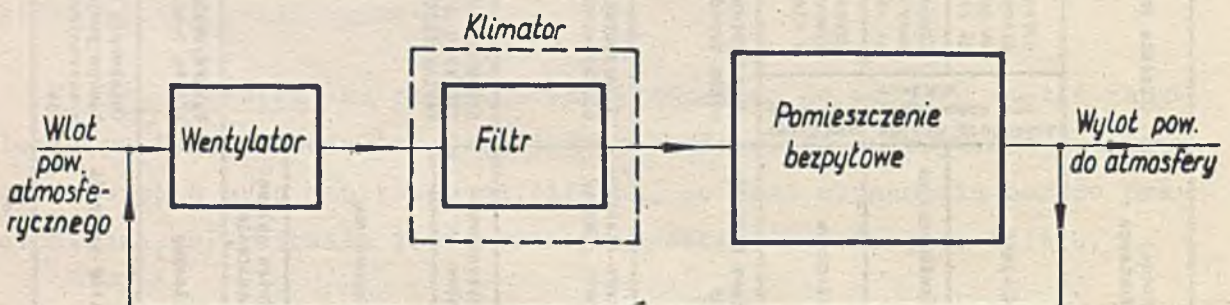 Klimator
Wlot
pow.
atmosfe-
rycznego
Wentylator
Filtr
Pomieszczenie
bezpyłowe
Wylot pow.
do atmosfery